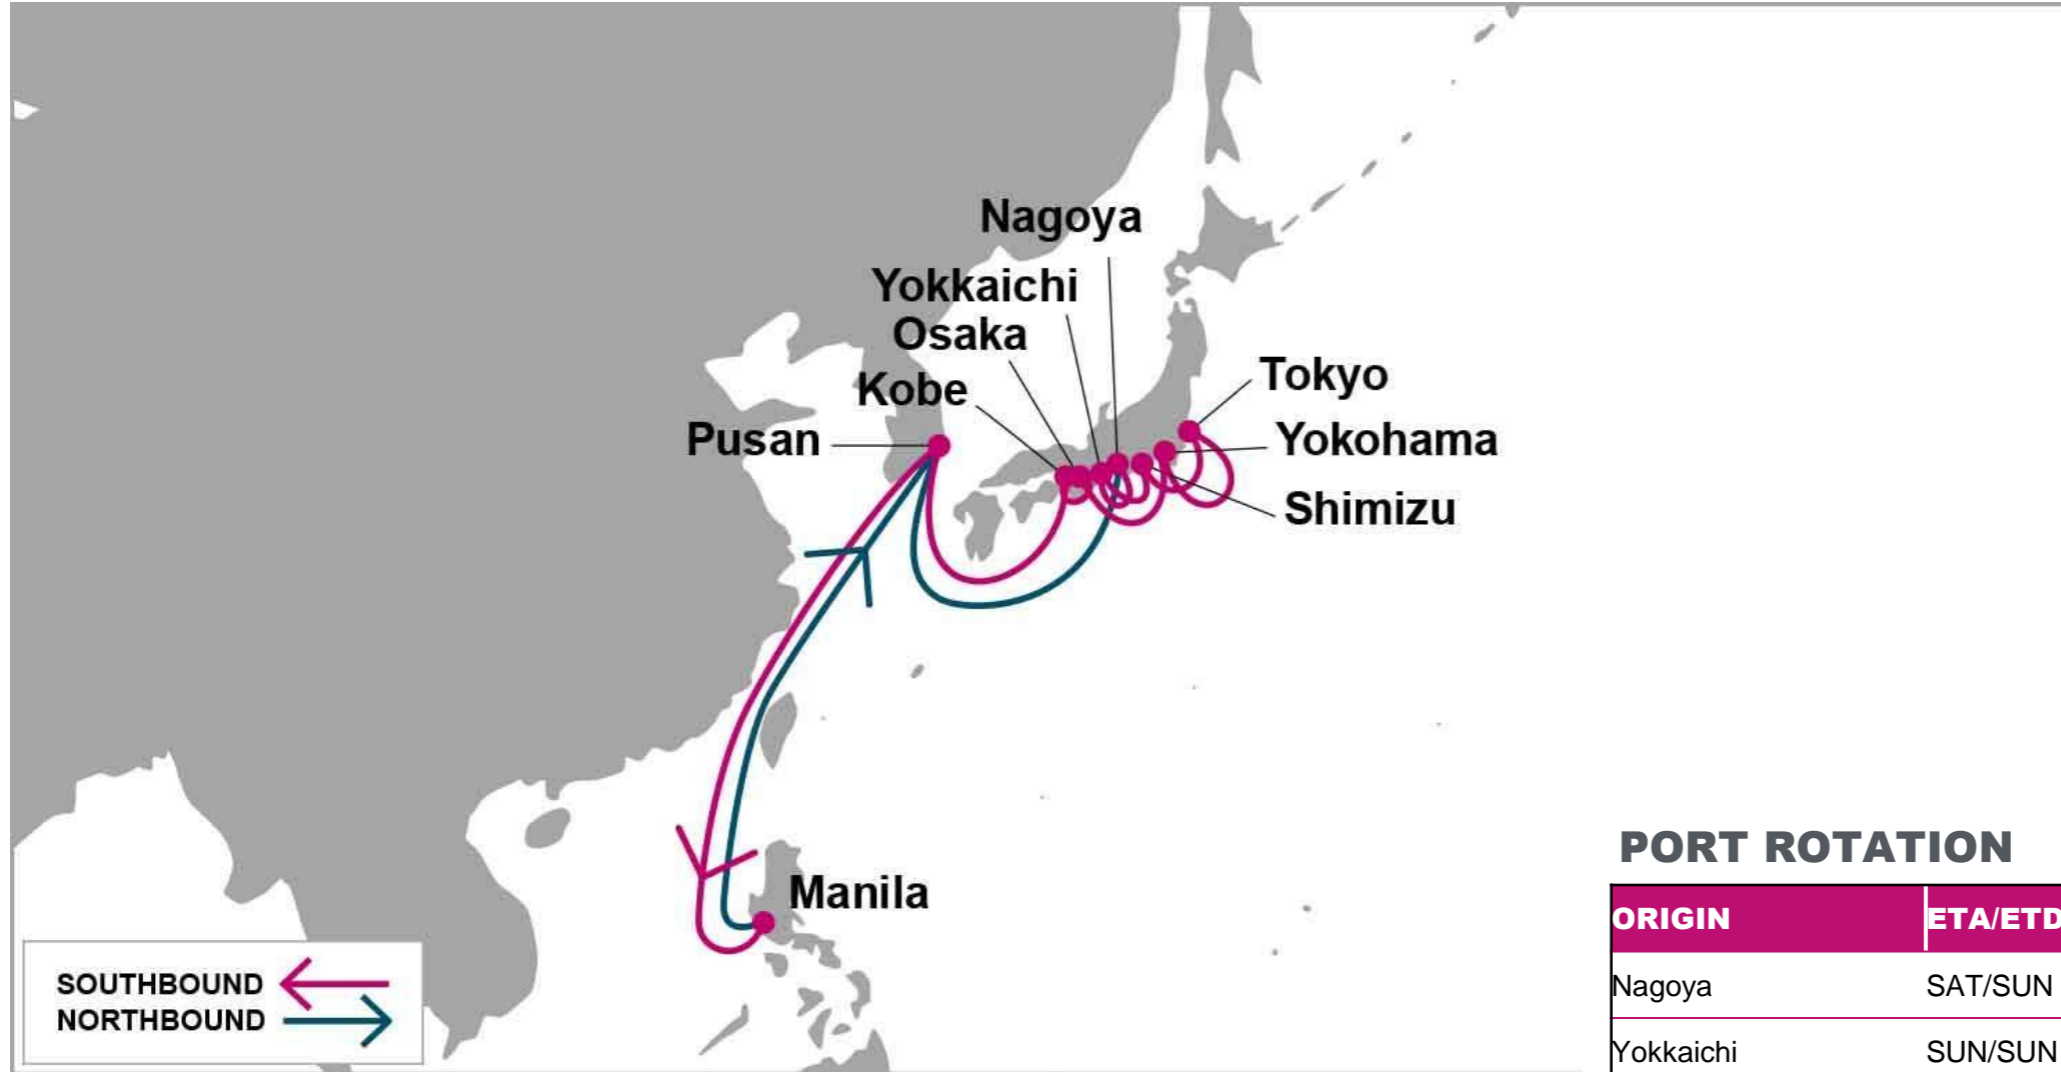 Nagoya
Yokkaichi
Osaka
Kobe
Tokyo
Pusan
Yokohama
Shimizu
Manila
SOUTHBOUND
NORTHBOUND
PORT ROTATION
ORIGIN ETA/ETD
Nagoya SAT/SUN
Yokkaichi SUN/SUN